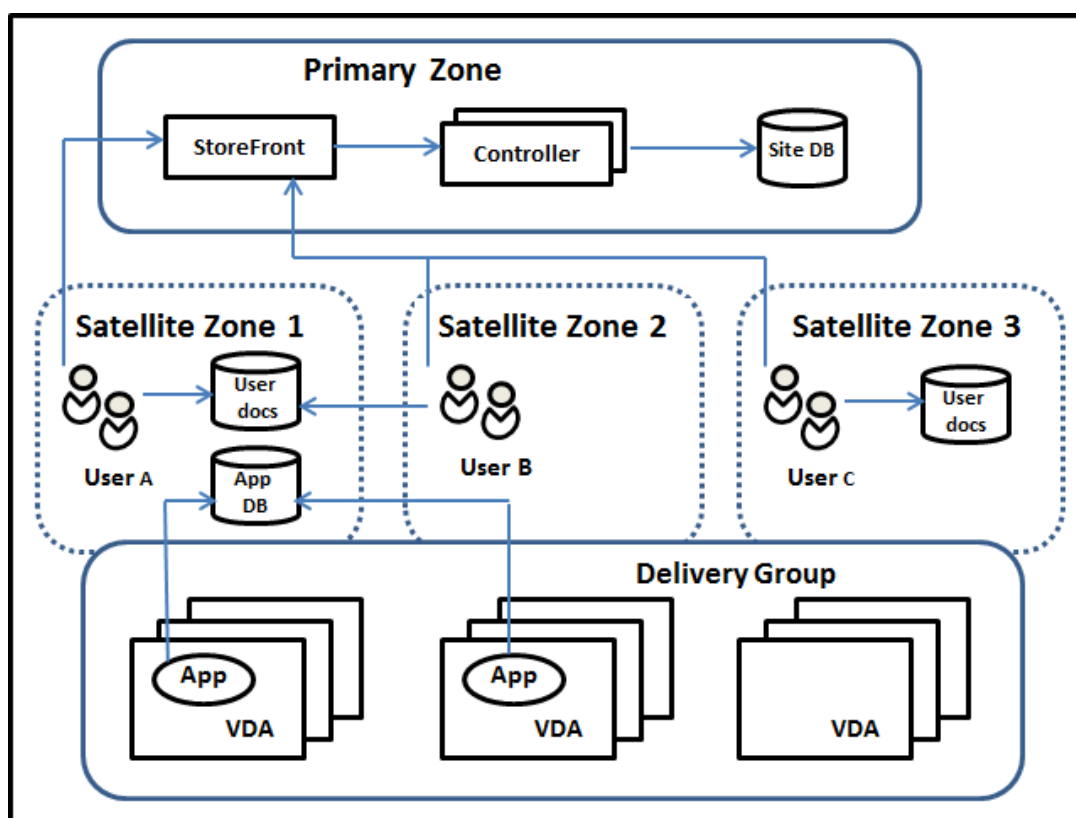 Primary Zone
StoreFront
Controller
Site DB
Satellite Zone 1
Satellite Zone 2
Satellite Zone 3
User
docs
User
docs
User A
User B
User C
App
DB
Delivery Group
App
VDA
App
VDA
VDA